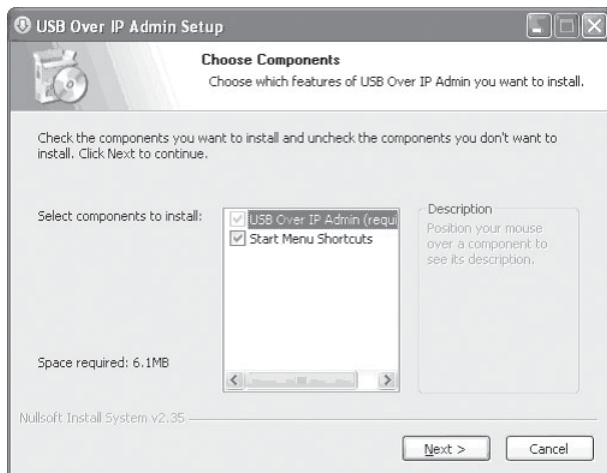 USB Over IP Admin Setup
Choose Components
Choose which features of USB Over IP Admin you want to install.
Check the components you want to install and uncheck the components you don't want to
install. Click Next to continue.
Select components to install:
USB Over IP Admin (requi
Start Menu Shortcuts
Description
Position your mouse
over a component to
see its description.
Space required: 6.1MB
Nullsoft Install System v2.35
Next >
Cancel